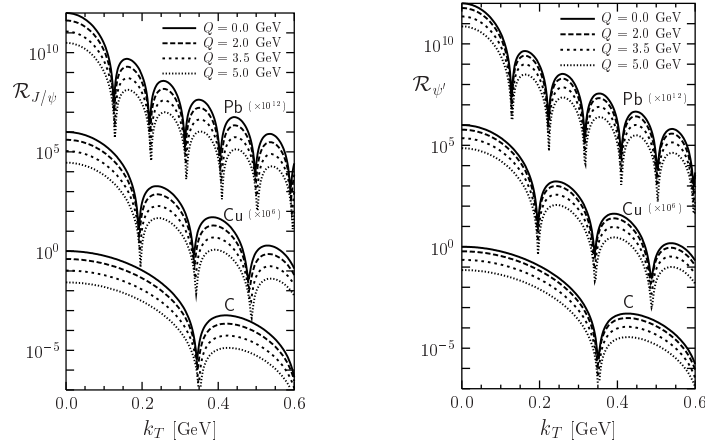 Q = 0.0 GeV
Q = 2.0 GeV
Q = 3.5 GeV
Q = 5.0 GeV
10^10
R_J/ψ
Pb (×10^12)
10^5
Cu (×10^6)
10^0
C
10^−5
0.0 0.2 0.4 0.6
k_T [GeV]
Q = 0.0 GeV
Q = 2.0 GeV
Q = 3.5 GeV
Q = 5.0 GeV
10^10
R_ψ′
Pb (×10^12)
10^5
Cu (×10^6)
10^0
C
10^−5
0.0 0.2 0.4 0.6
k_T [GeV]